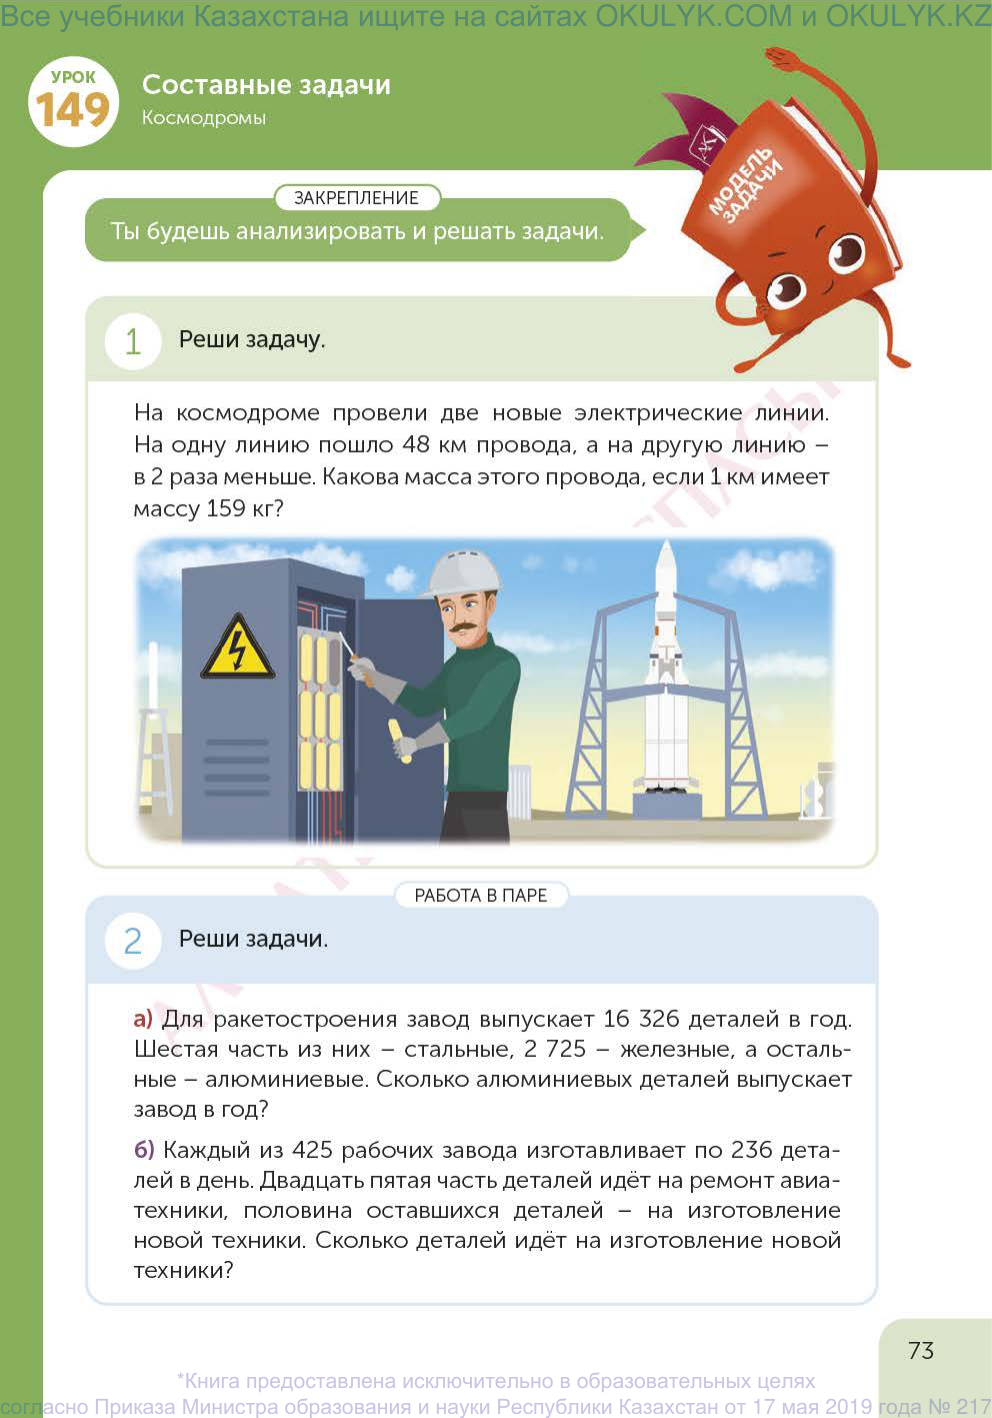 Все учебники Казахстана ищите на сайтах OKULYK.COM и OKULYK.KZ
УРОК
149
Составные задачи
Космодромы
МОДЕЛЬ
ЗАДАЧИ
ЗАКРЕПЛЕНИЕ
Ты будешь анализировать и решать задачи.
1
Реши задачу.
На космодроме провели две новые электрические линии.
На одну линию пошло 48 км провода, а на другую линию –
в 2 раза меньше. Какова масса этого провода, если 1 км имеет
массу 159 кг?
РАБОТА В ПАРЕ
2
Реши задачи.
а) Для ракетостроения завод выпускает 16 326 деталей в год.
Шестая часть из них – стальные, 2 725 – железные, а осталь-
ные – алюминиевые. Сколько алюминиевых деталей выпускает
завод в год?
б) Каждый из 425 рабочих завода изготавливает по 236 дета-
лей в день. Двадцать пятая часть деталей идёт на ремонт авиа-
техники, половина оставшихся деталей – на изготовление
новой техники. Сколько деталей идёт на изготовление новой
техники?
73
*Книга предоставлена исключительно в образовательных целях
согласно Приказа Министра образования и науки Республики Казахстан от 17 мая 2019 года № 217